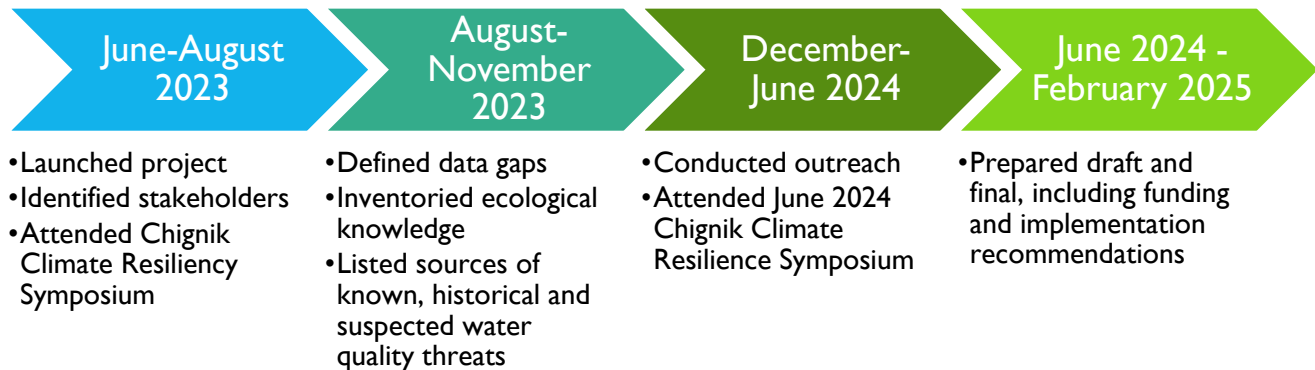 June-August
2023
•Launched project
•Identified stakeholders
•Attended Chignik
Climate Resiliency
Symposium
August-
November
2023
•Defined data gaps
•Inventoried ecological
knowledge
•Listed sources of
known, historical and
suspected water
quality threats
December-
June 2024
•Conducted outreach
•Attended June 2024
Chignik Climate
Resilience Symposium
June 2024 -
February 2025
•Prepared draft and
final, including funding
and implementation
recommendations